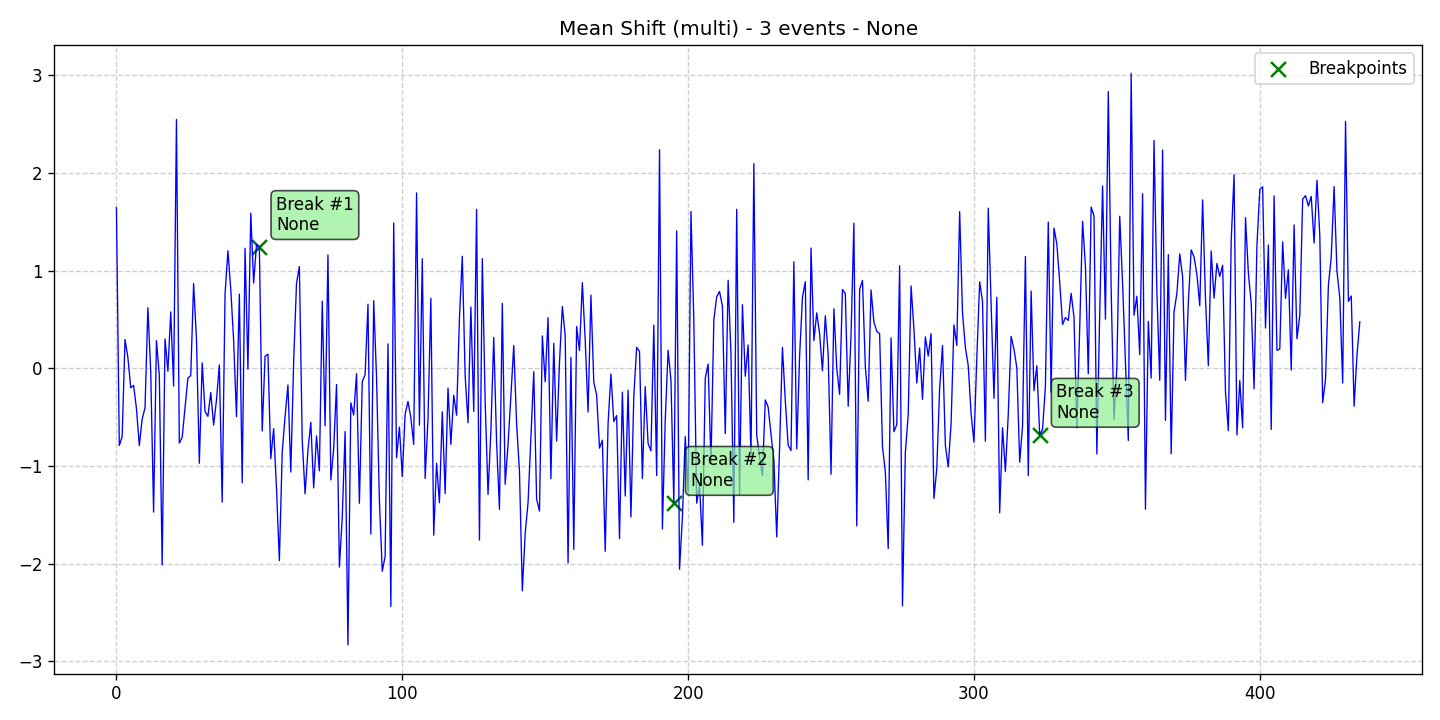 Mean Shift (multi) - 3 events - None
Breakpoints
3
2
1
0
−1
−2
−3
Break #1
None
Break #2
None
Break #3
None
0
100
200
300
400